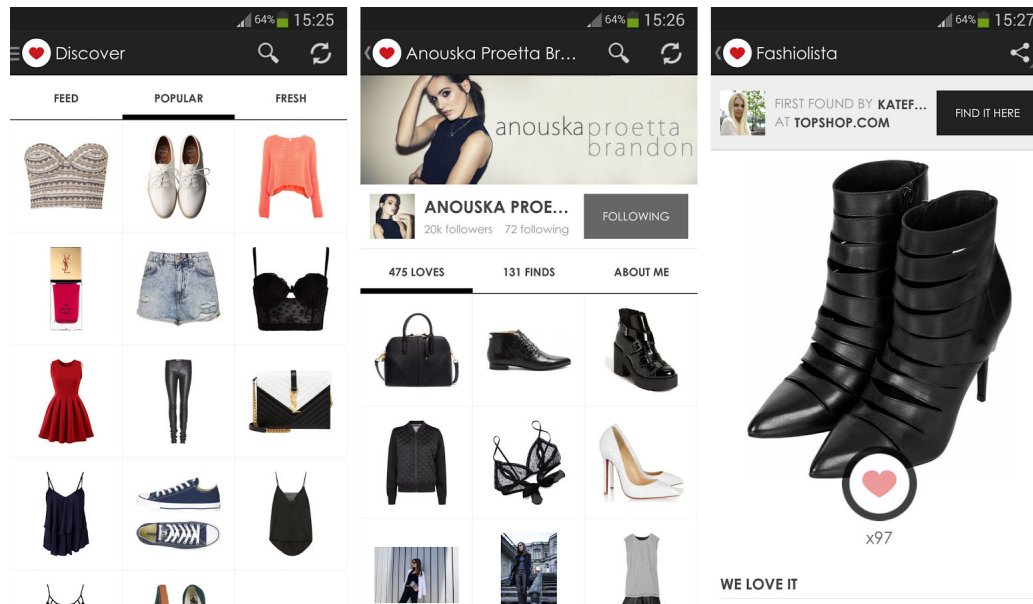 64% 15:25
Discover
FEED POPULAR FRESH
64% 15:26
Anouska Proetta Br...
anouskaproetta
brandon
ANOUSKA PROE...
20k followers 72 following
FOLLOWING
475 LOVES 131 FINDS ABOUT ME
64% 15:27
Fashiolista
FIRST FOUND BY KATEF...
AT TOPSHOP.COM
FIND IT HERE
x97
WE LOVE IT